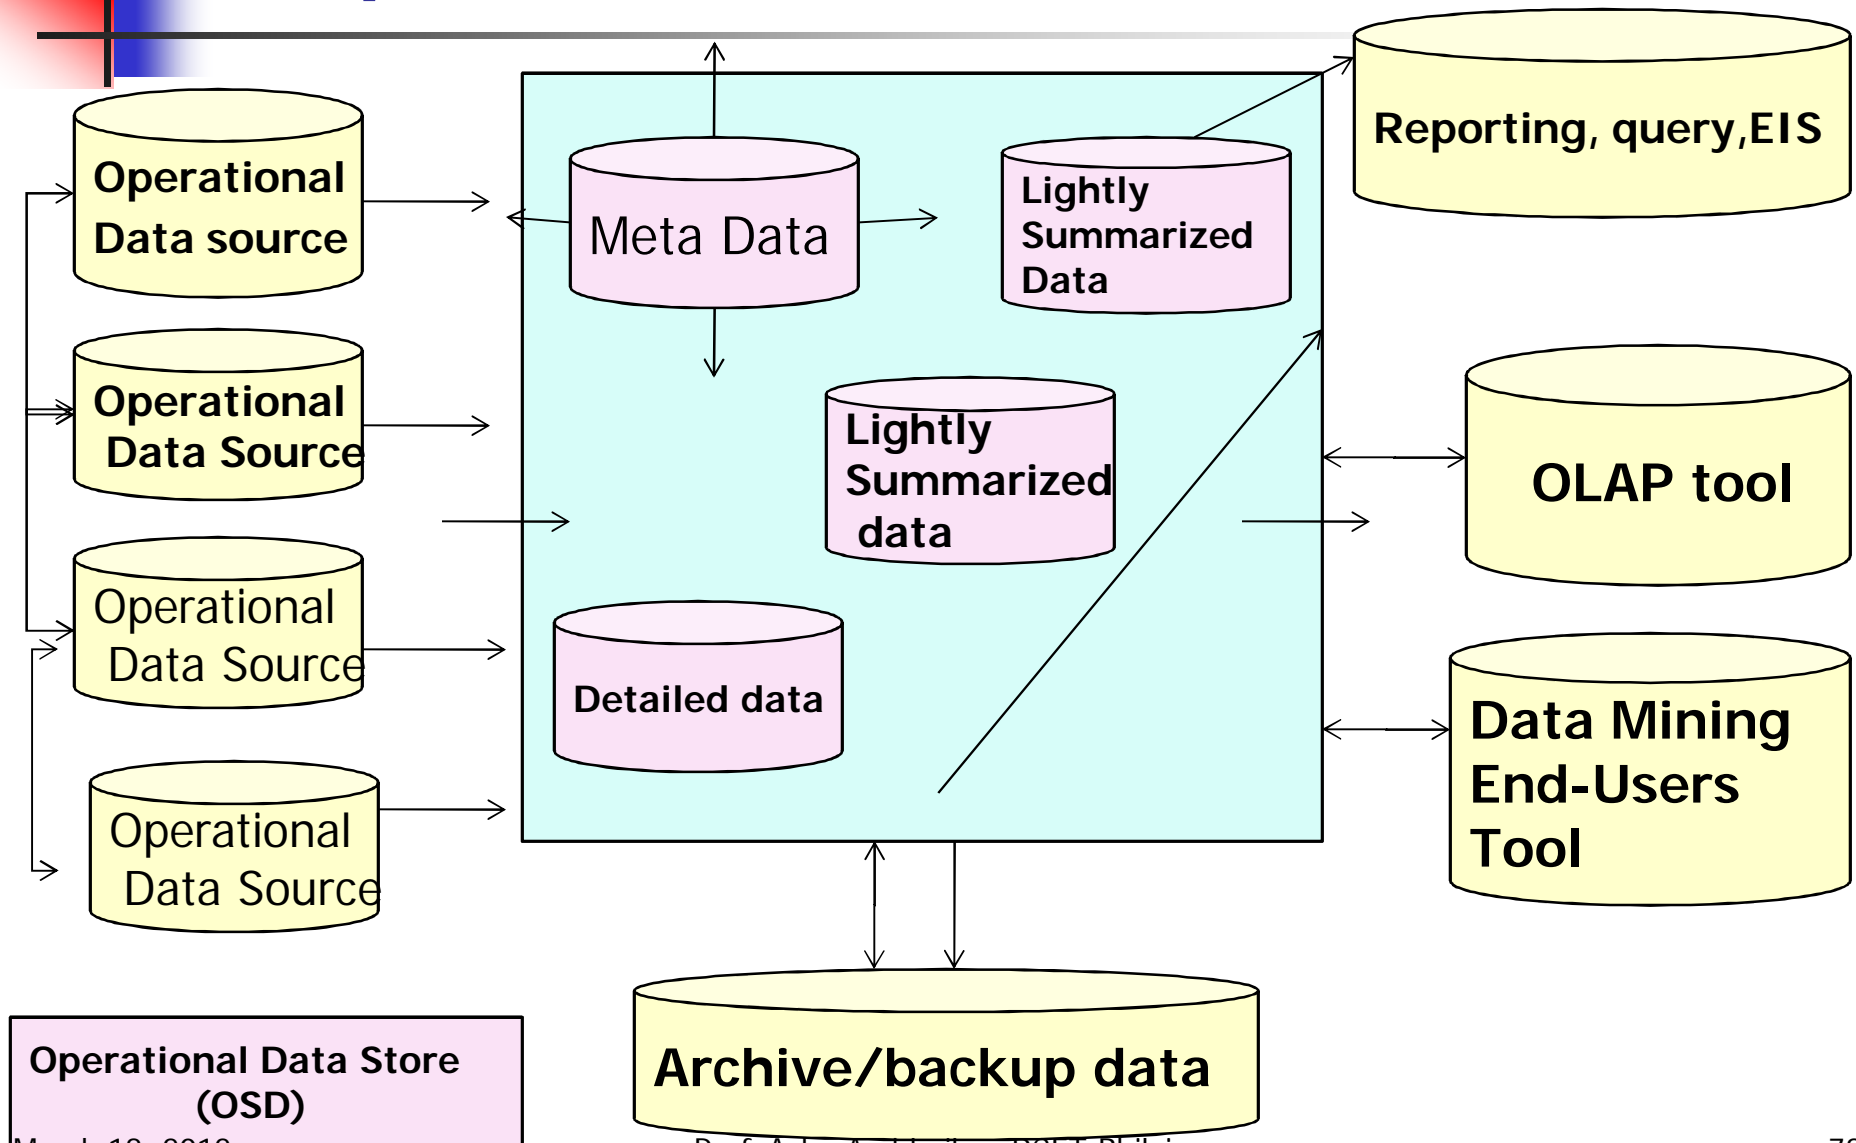 Operational
Data source
Operational
Data Source
Operational
Data Source
Operational
Data Source
Meta Data
Lightly
Summarized
Data
Lightly
Summarized
data
Detailed data
Reporting, query,EIS
OLAP tool
Data Mining
End-Users
Tool
Archive/backup data
Operational Data Store
(OSD)